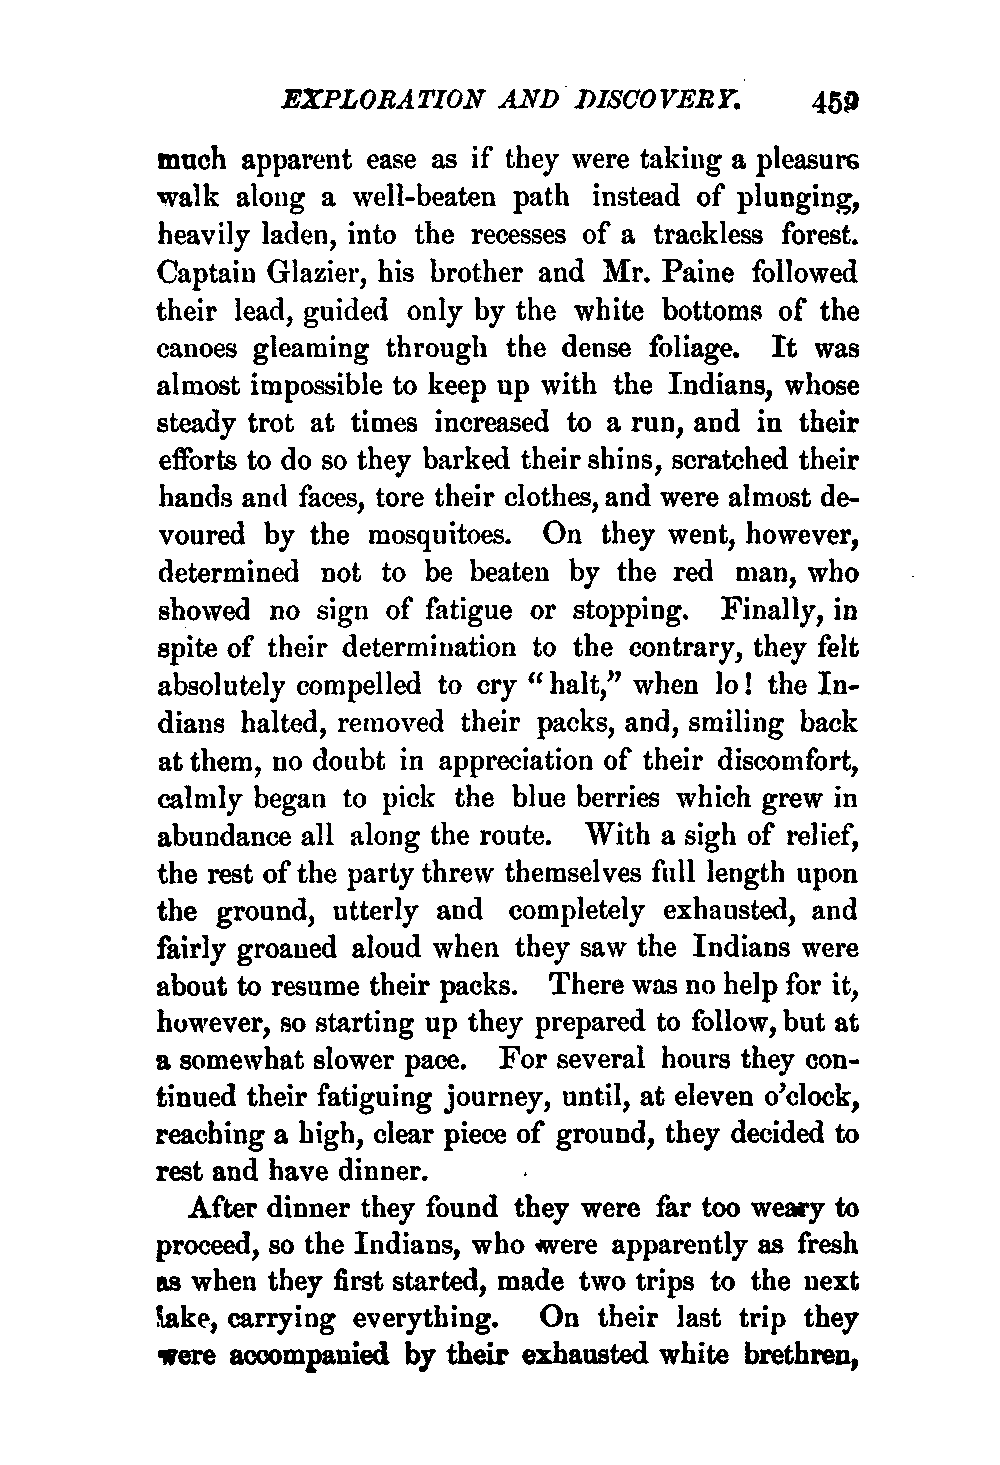 EXPLORATION AND DISCOVERY. 459
much apparent ease as if they were taking a pleasure
walk along a well-beaten path instead of plunging,
heavily laden, into the recesses of a trackless forest.
Captain Glazier, his brother and Mr. Paine followed
their lead, guided only by the white bottoms of the
canoes gleaming through the dense foliage. It was
almost impossible to keep up with the Indians, whose
steady trot at times increased to a run, and in their
efforts to do so they barked their shins, scratched their
hands and faces, tore their clothes, and were almost de-
voured by the mosquitoes. On they went, however,
determined not to be beaten by the red man, who
showed no sign of fatigue or stopping. Finally, in
spite of their determination to the contrary, they felt
absolutely compelled to cry "halt," when lo! the In-
dians halted, removed their packs, and, smiling back
at them, no doubt in appreciation of their discomfort,
calmly began to pick the blue berries which grew in
abundance all along the route. With a sigh of relief,
the rest of the party threw themselves full length upon
the ground, utterly and completely exhausted, and
fairly groaned aloud when they saw the Indians were
about to resume their packs. There was no help for it,
however, so starting up they prepared to follow, but at
a somewhat slower pace. For several hours they con-
tinued their fatiguing journey, until, at eleven o'clock,
reaching a high, clear piece of ground, they decided to
rest and have dinner.
After dinner they found they were far too weary to
proceed, so the Indians, who were apparently as fresh
as when they first started, made two trips to the next
lake, carrying everything. On their last trip they
were accompanied by their exhausted white brethren,